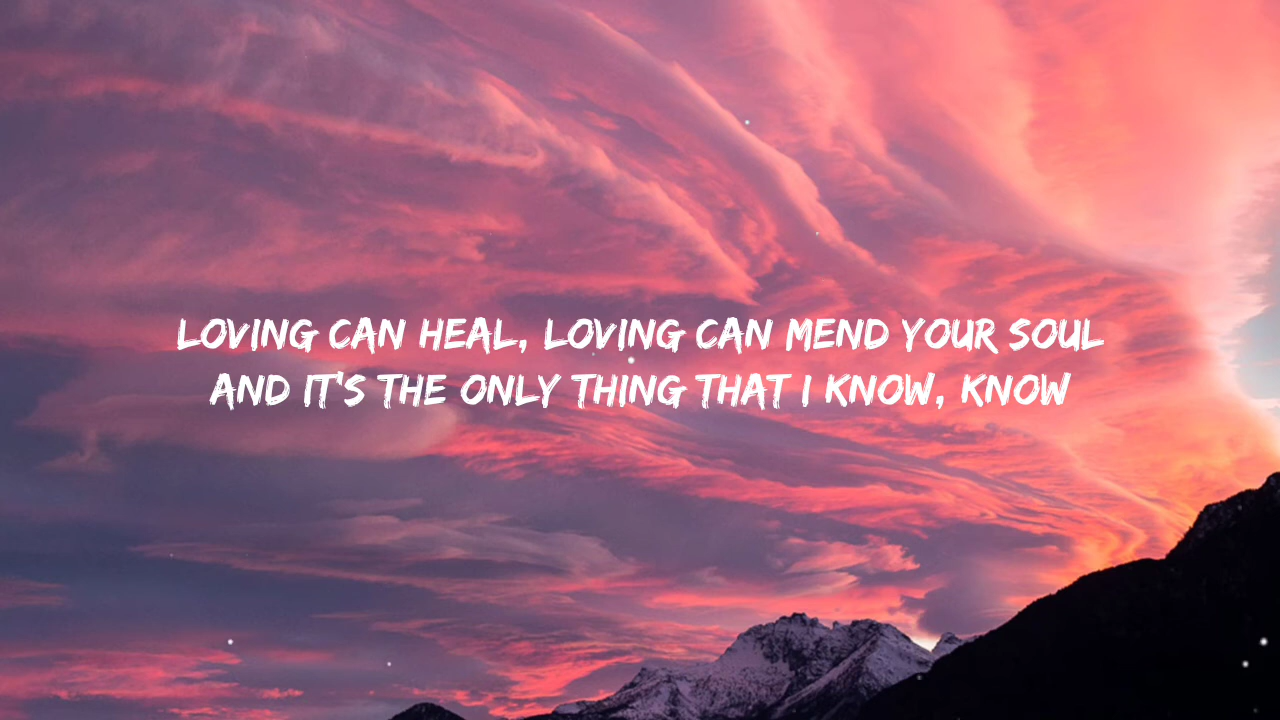 LOVING CAN HEAL, LOVING CAN MEND YOUR SOUL
AND IT'S THE ONLY THING THAT I KNOW, KNOW